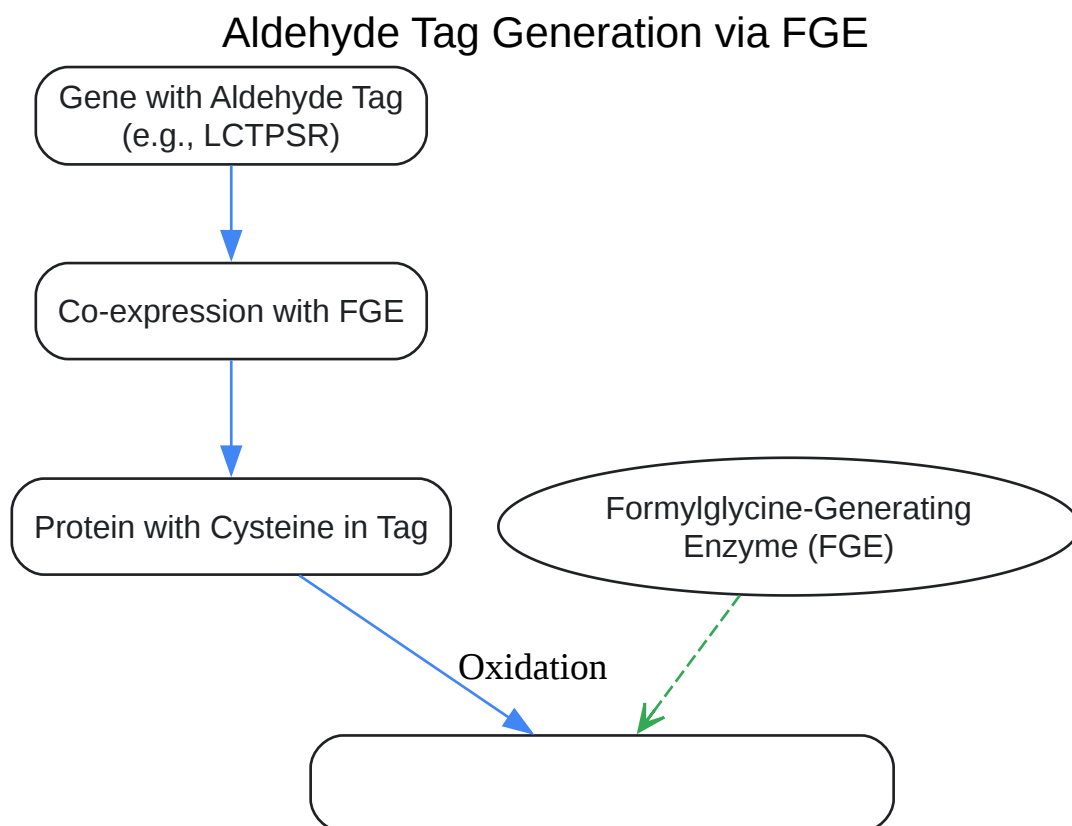 Aldehyde Tag Generation via FGE
Gene with Aldehyde Tag
(e.g., LCTPSR)
Co-expression with FGE
Protein with Cysteine in Tag
Formylglycine-Generating
Enzyme (FGE)
Oxidation